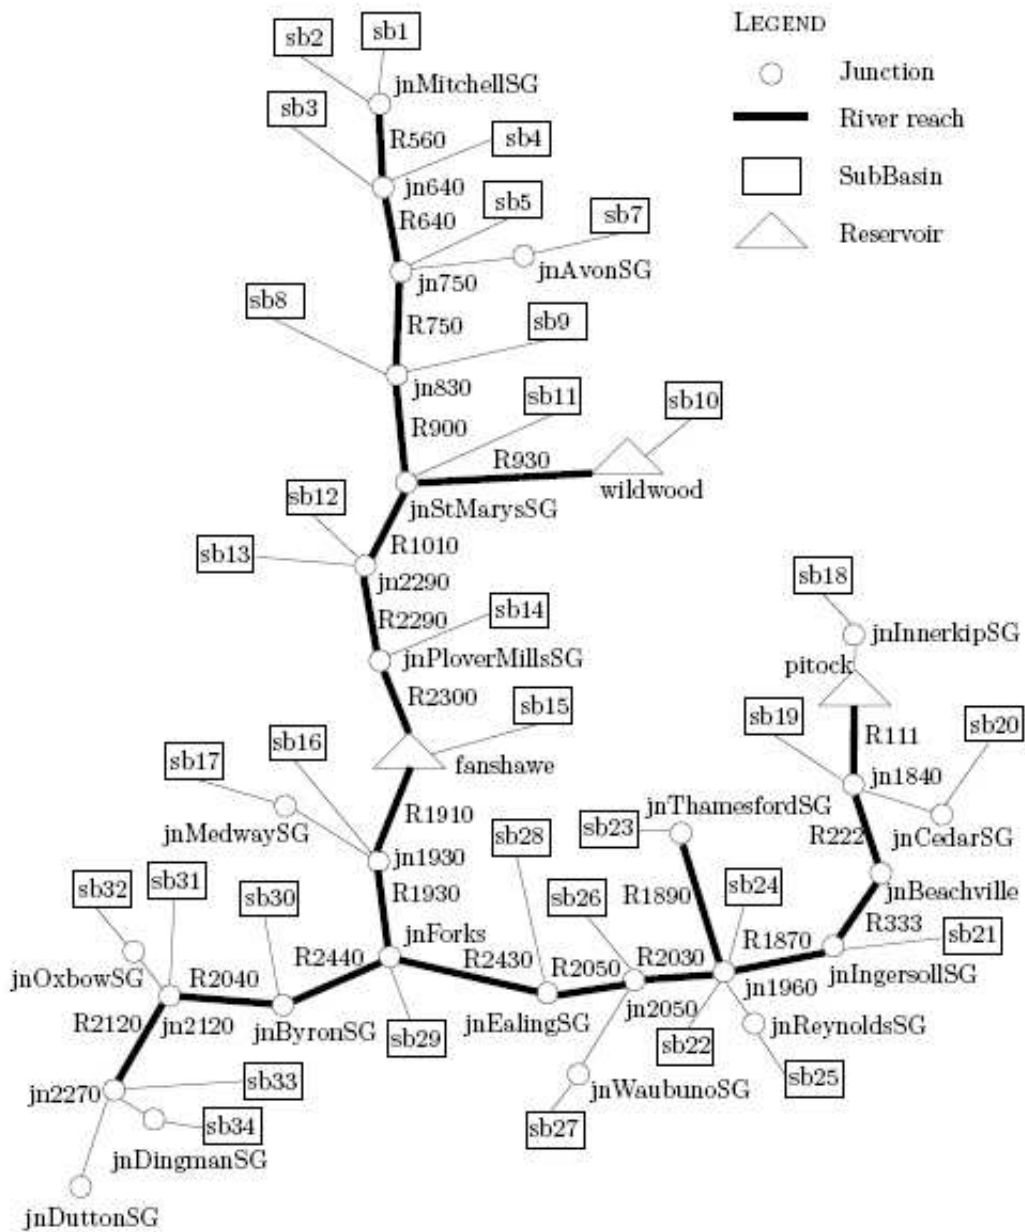 LEGEND
Junction
River reach
SubBasin
Reservoir
sb2
sb1
jnMitchellSG
sb3
R560
sb4
jn640
R640
sb5
sb7
jn750
jnAvonSG
sb8
R750
sb9
jn830
R900
sb11
sb10
R930
wildwood
jnStMarysSG
sb12
sb13
R1010
jn2290
R2290
sb14
jnPloverMillsSG
R2300
sb15
fanshawe
sb18
jnInnerkipSG
pitock
sb19
R111
sb20
jn1840
jnCedarSG
R222
jnBeachville
R333
sb21
jnIngersollSG
sb16
sb17
jnMedwaySG
R1910
jn1930
R1930
jnForks
jnThamesfordSG
sb23
sb28
R1890
sb24
sb26
R1870
R2030
jn1960
R2050
jn2050
R2430
jnEalingSG
sb22
jnReynoldsSG
sb25
jnWaubunoSG
sb27
sb32
sb31
sb30
R2440
jnOxbowSG
R2040
jnByronSG
sb29
R2120
jn2120
jn2270
sb33
sb34
jnDingmanSG
jnDuttonSG